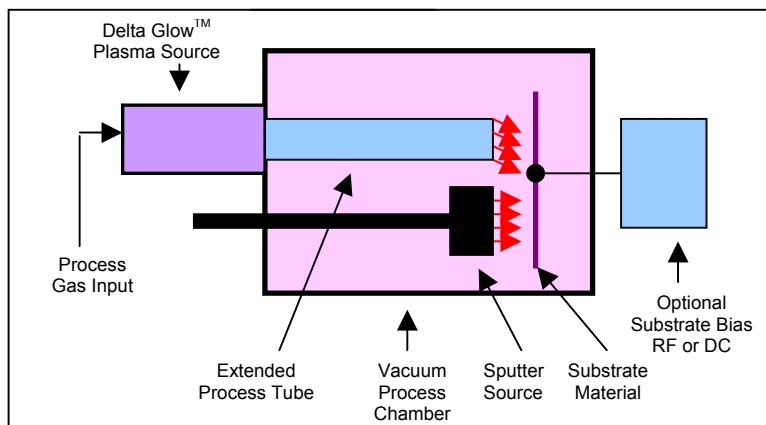 Delta Glow™
Plasma Source
Process
Gas Input
Extended
Process Tube
Vacuum
Process
Chamber
Sputter
Source
Substrate
Material
Optional
Substrate Bias
RF or DC